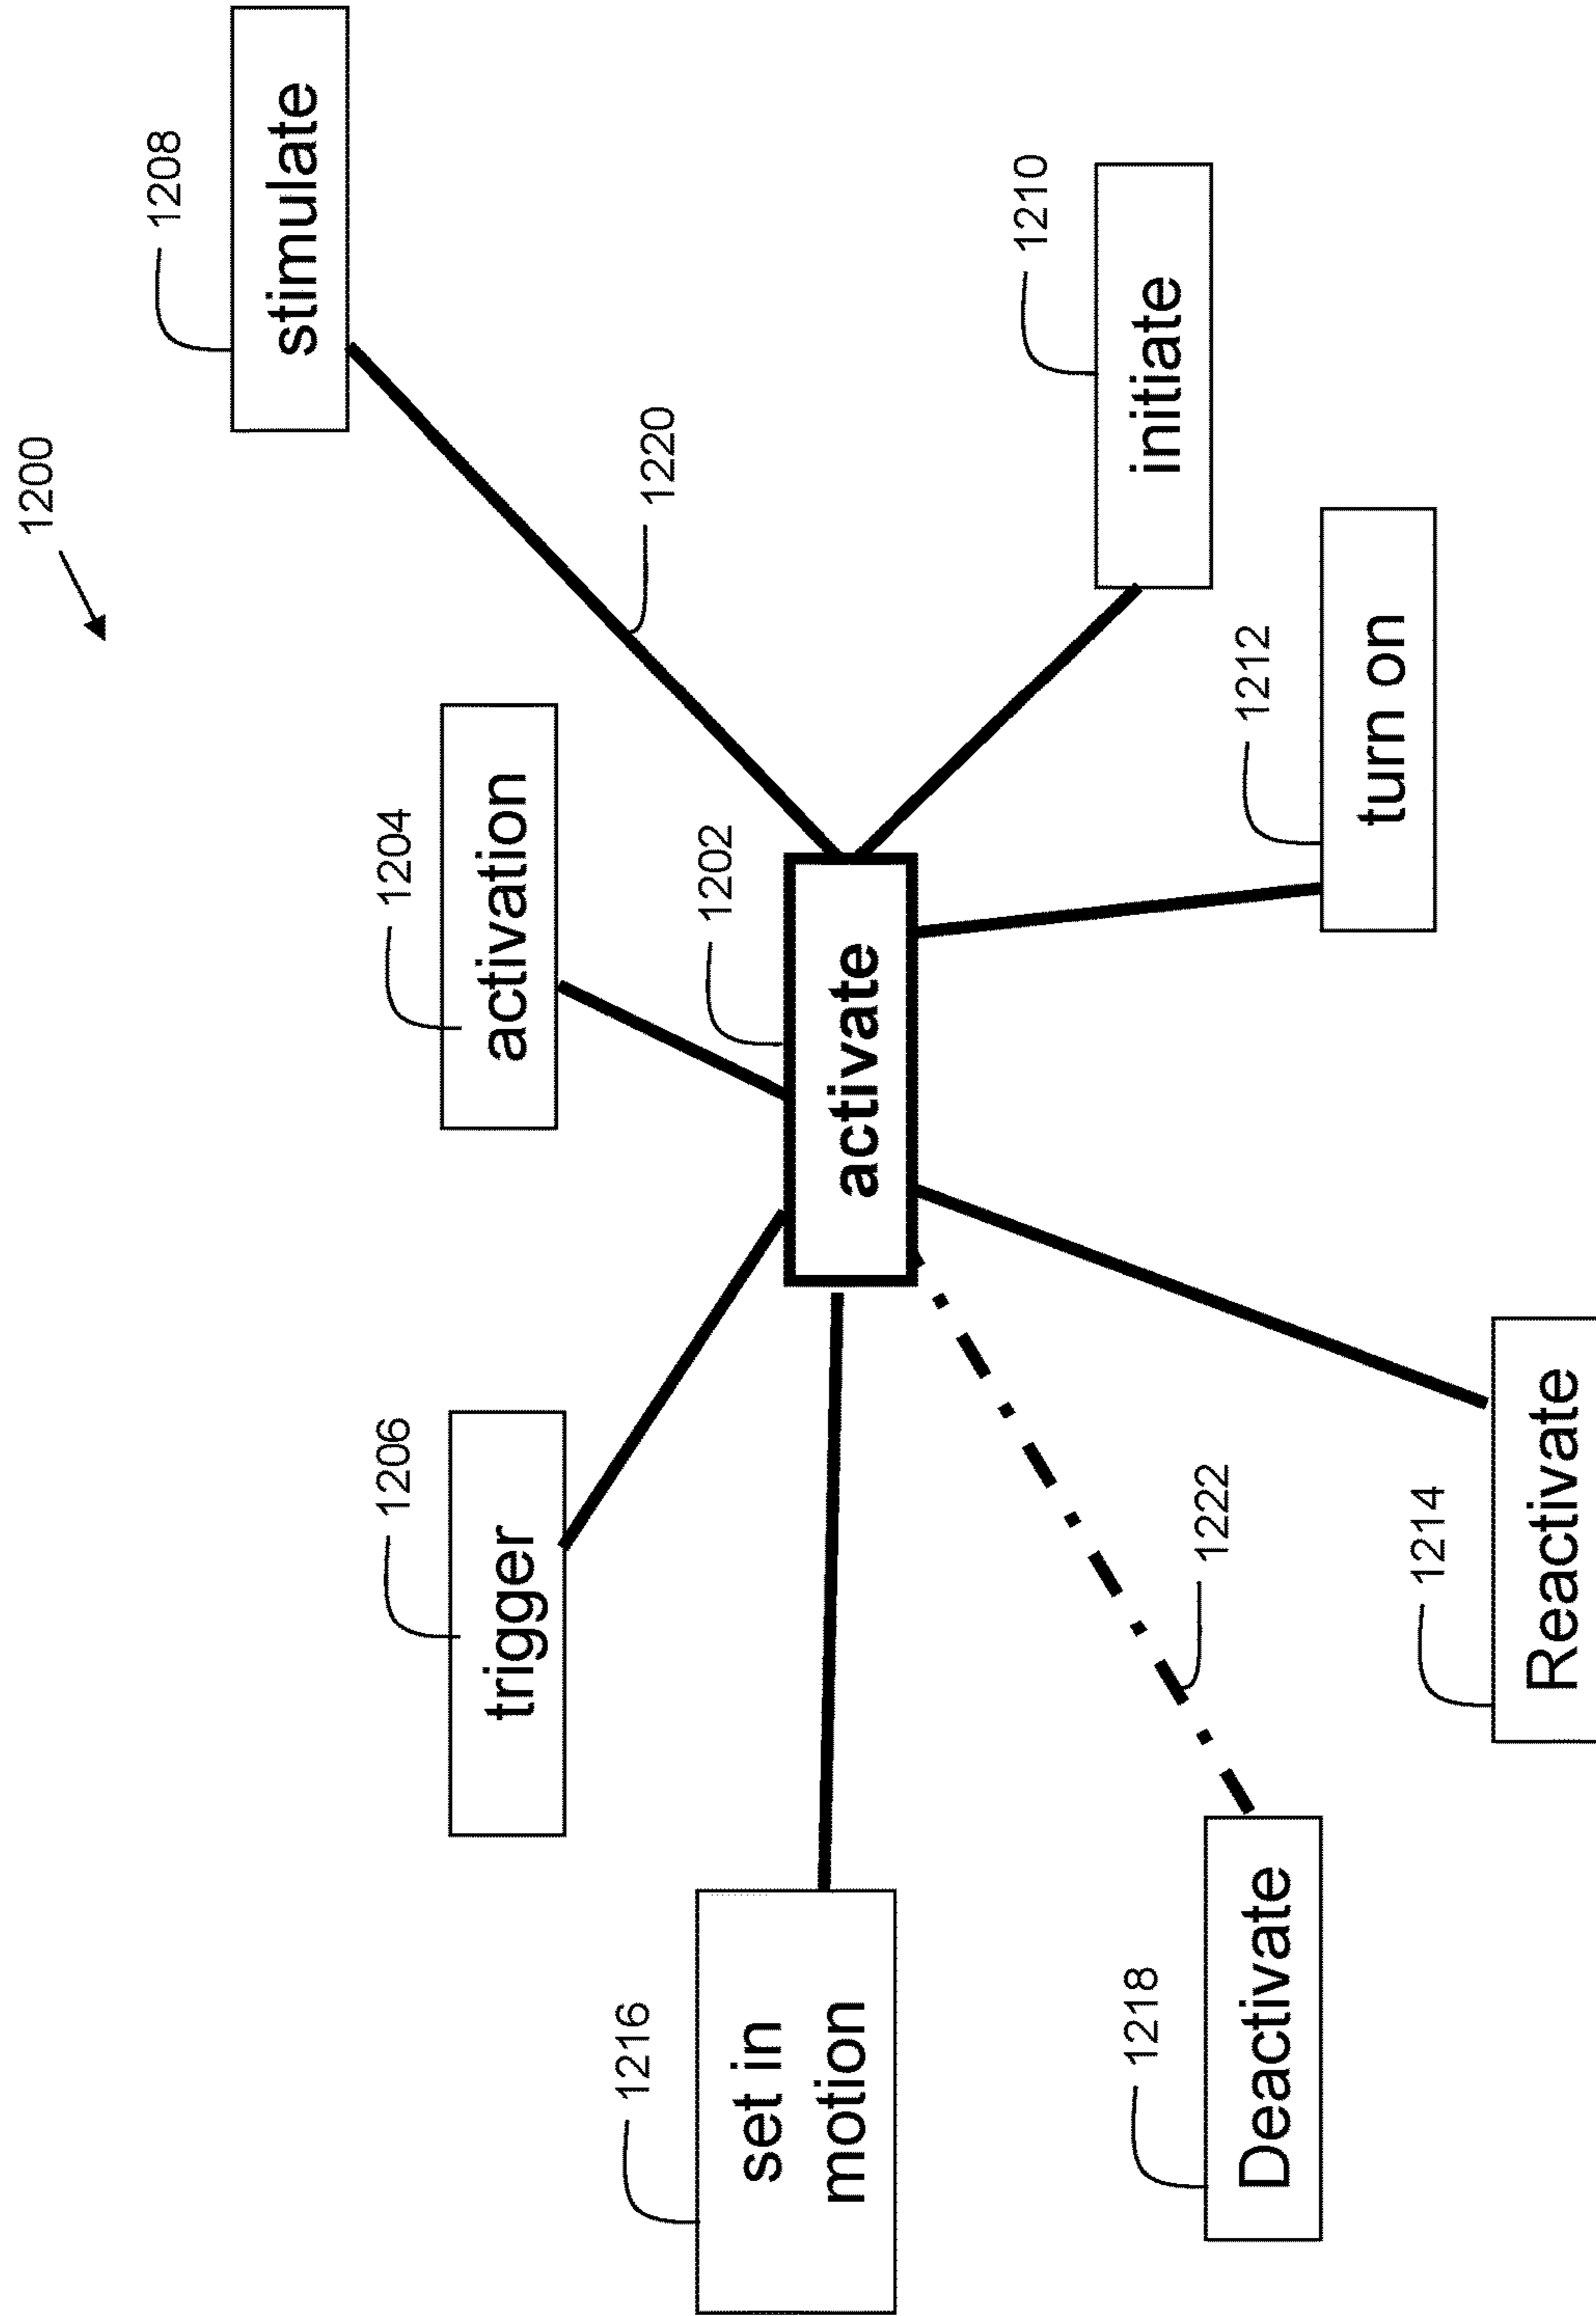 1200
1208
stimulate
1204
activation
1206
trigger
1220
1216
set in
motion
1202
activate
1210
initiate
1218
Deactivate
1222
1212
turn on
1214
Reactivate